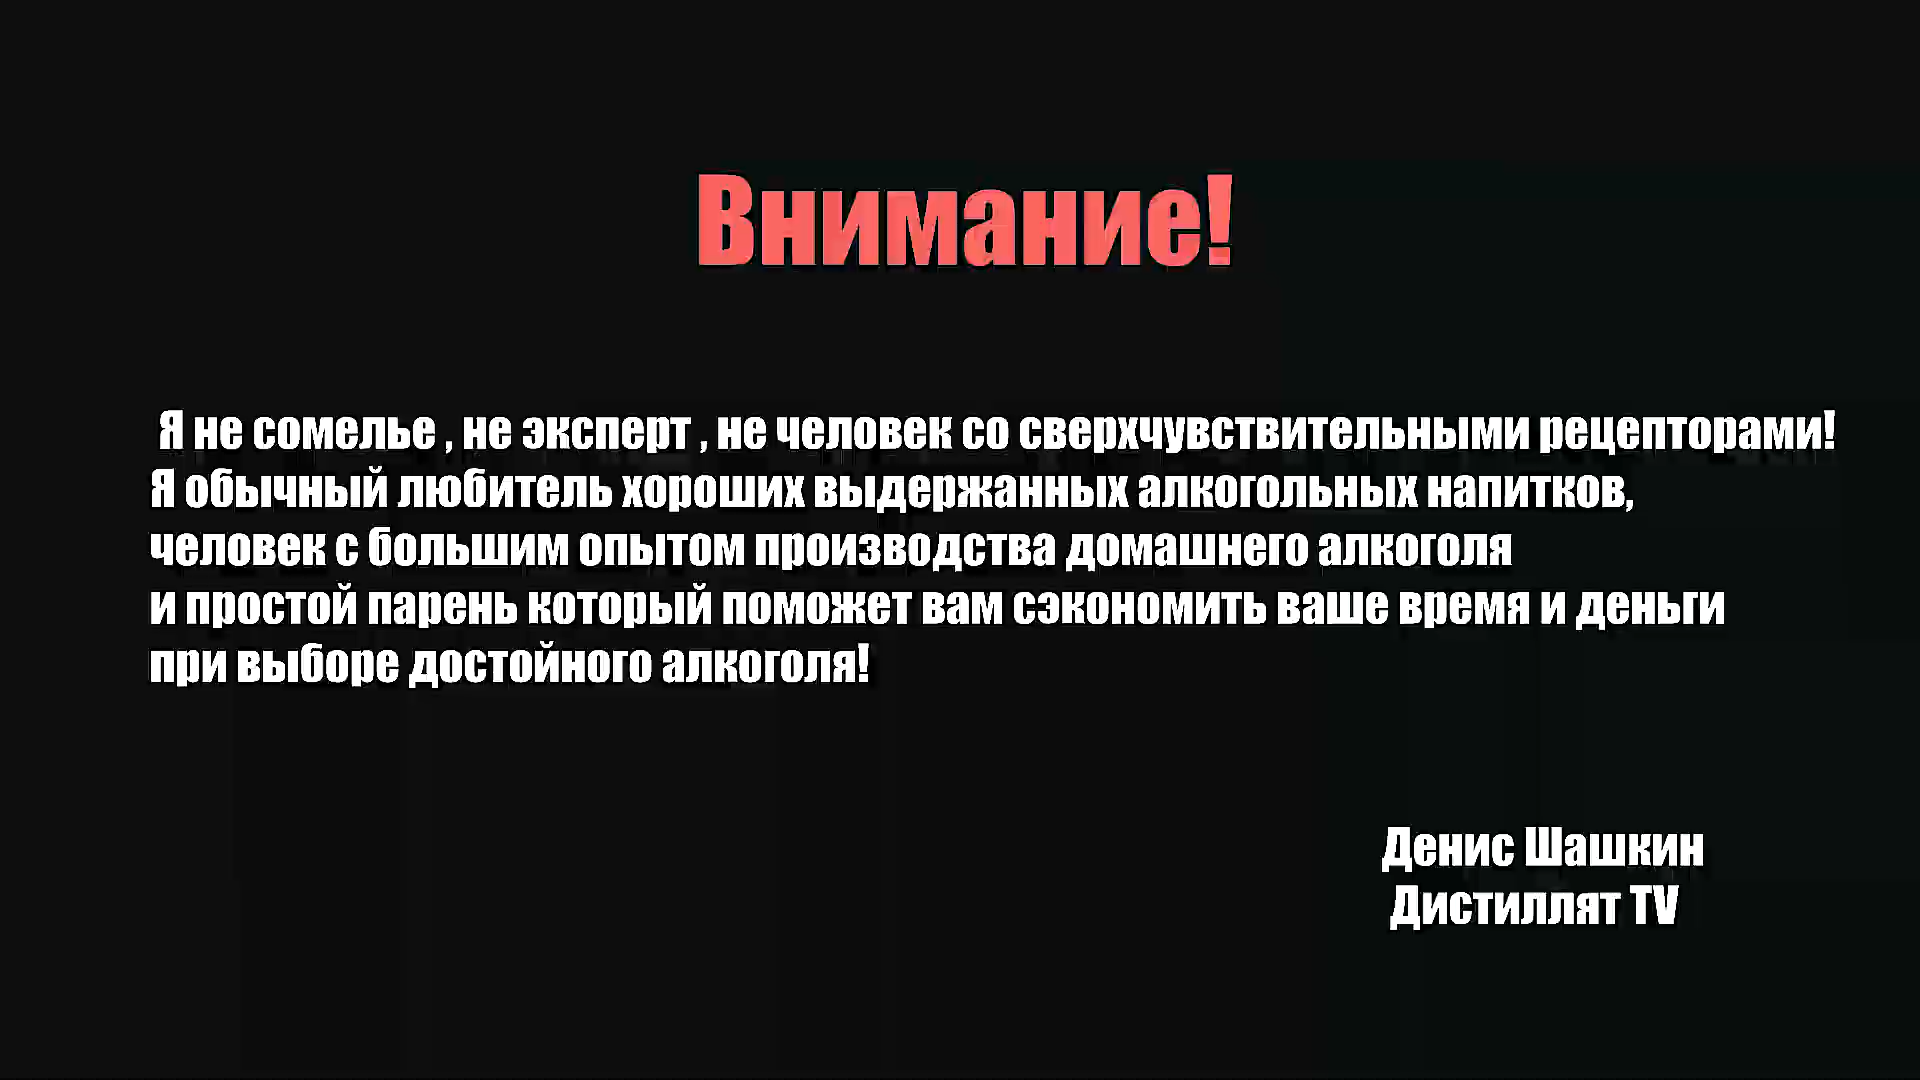 Внимание!
Я не сомелье , не эксперт , не человек со сверхчувствительными рецепторами!
Я обычный любитель хороших выдержанных алкогольных напитков,
человек с большим опытом производства домашнего алкоголя
и простой парень который поможет вам сэкономить ваше время и деньги
при выборе достойного алкоголя!
Денис Шашкин
Дистиллят TV